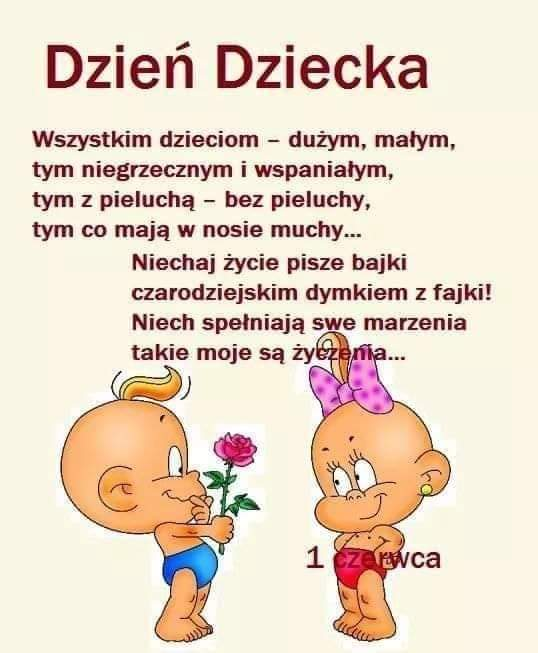 Dzień Dziecka
Wszystkim dzieciom – dużym, małym,
tym niegrzecznym i wspaniałym,
tym z pieluchą – bez pieluchy,
tym co mają w nosie muchy...
Niechaj życie pisze bajki
czarodziejskim dymkiem z fajki!
Niech spełniają swe marzenia
takie moje są życzenia...
1 czerwca